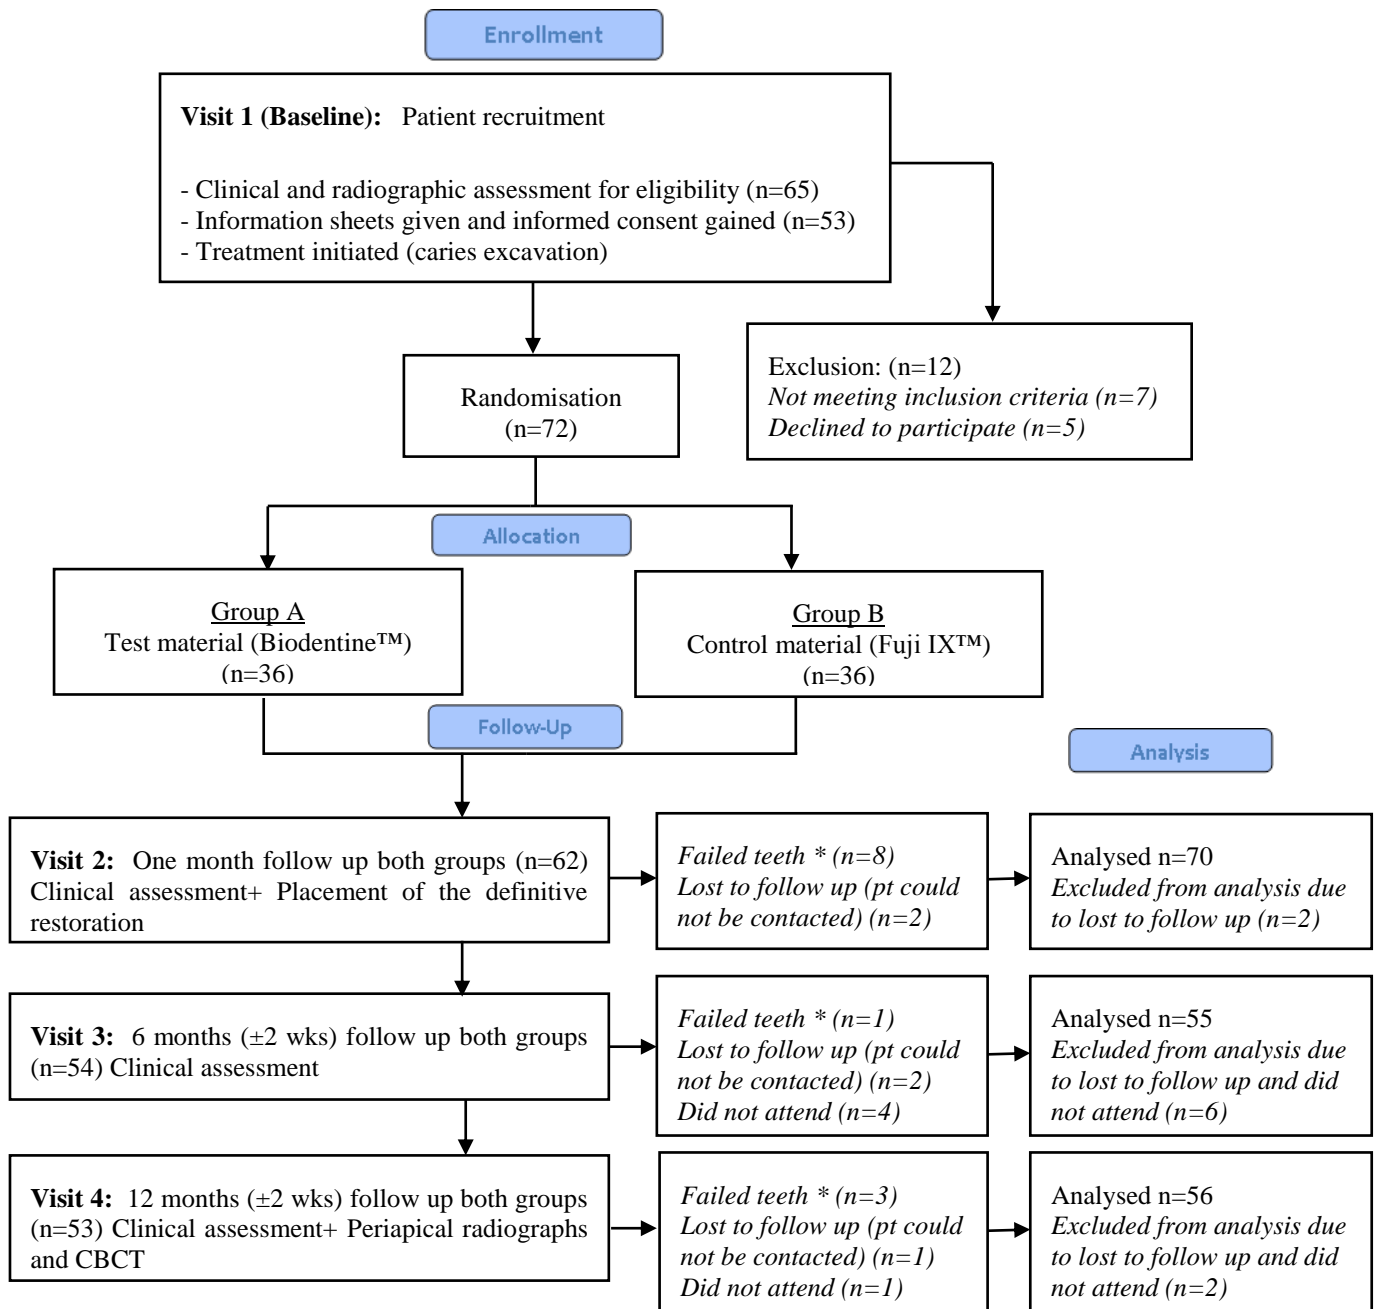 Enrollment
Visit 1 (Baseline): Patient recruitment
- Clinical and radiographic assessment for eligibility (n=65)
- Information sheets given and informed consent gained (n=53)
- Treatment initiated (caries excavation)
Exclusion: (n=12)
Not meeting inclusion criteria (n=7)
Declined to participate (n=5)
Randomisation
(n=72)
Allocation
Group A
Test material (Biodentine™)
(n=36)
Group B
Control material (Fuji IX™)
(n=36)
Follow-Up
Analysis
Visit 2: One month follow up both groups (n=62)
Clinical assessment+ Placement of the definitive
restoration
Failed teeth * (n=8)
Lost to follow up (pt could
not be contacted) (n=2)
Analysed n=70
Excluded from analysis due
to lost to follow up (n=2)
Visit 3: 6 months (±2 wks) follow up both groups
(n=54) Clinical assessment
Failed teeth * (n=1)
Lost to follow up (pt could
not be contacted) (n=2)
Did not attend (n=4)
Analysed n=55
Excluded from analysis due
to lost to follow up and did
not attend (n=6)
Visit 4: 12 months (±2 wks) follow up both groups
(n=53) Clinical assessment+ Periapical radiographs
and CBCT
Failed teeth * (n=3)
Lost to follow up (pt could
not be contacted) (n=1)
Did not attend (n=1)
Analysed n=56
Excluded from analysis due
to lost to follow up and did
not attend (n=2)